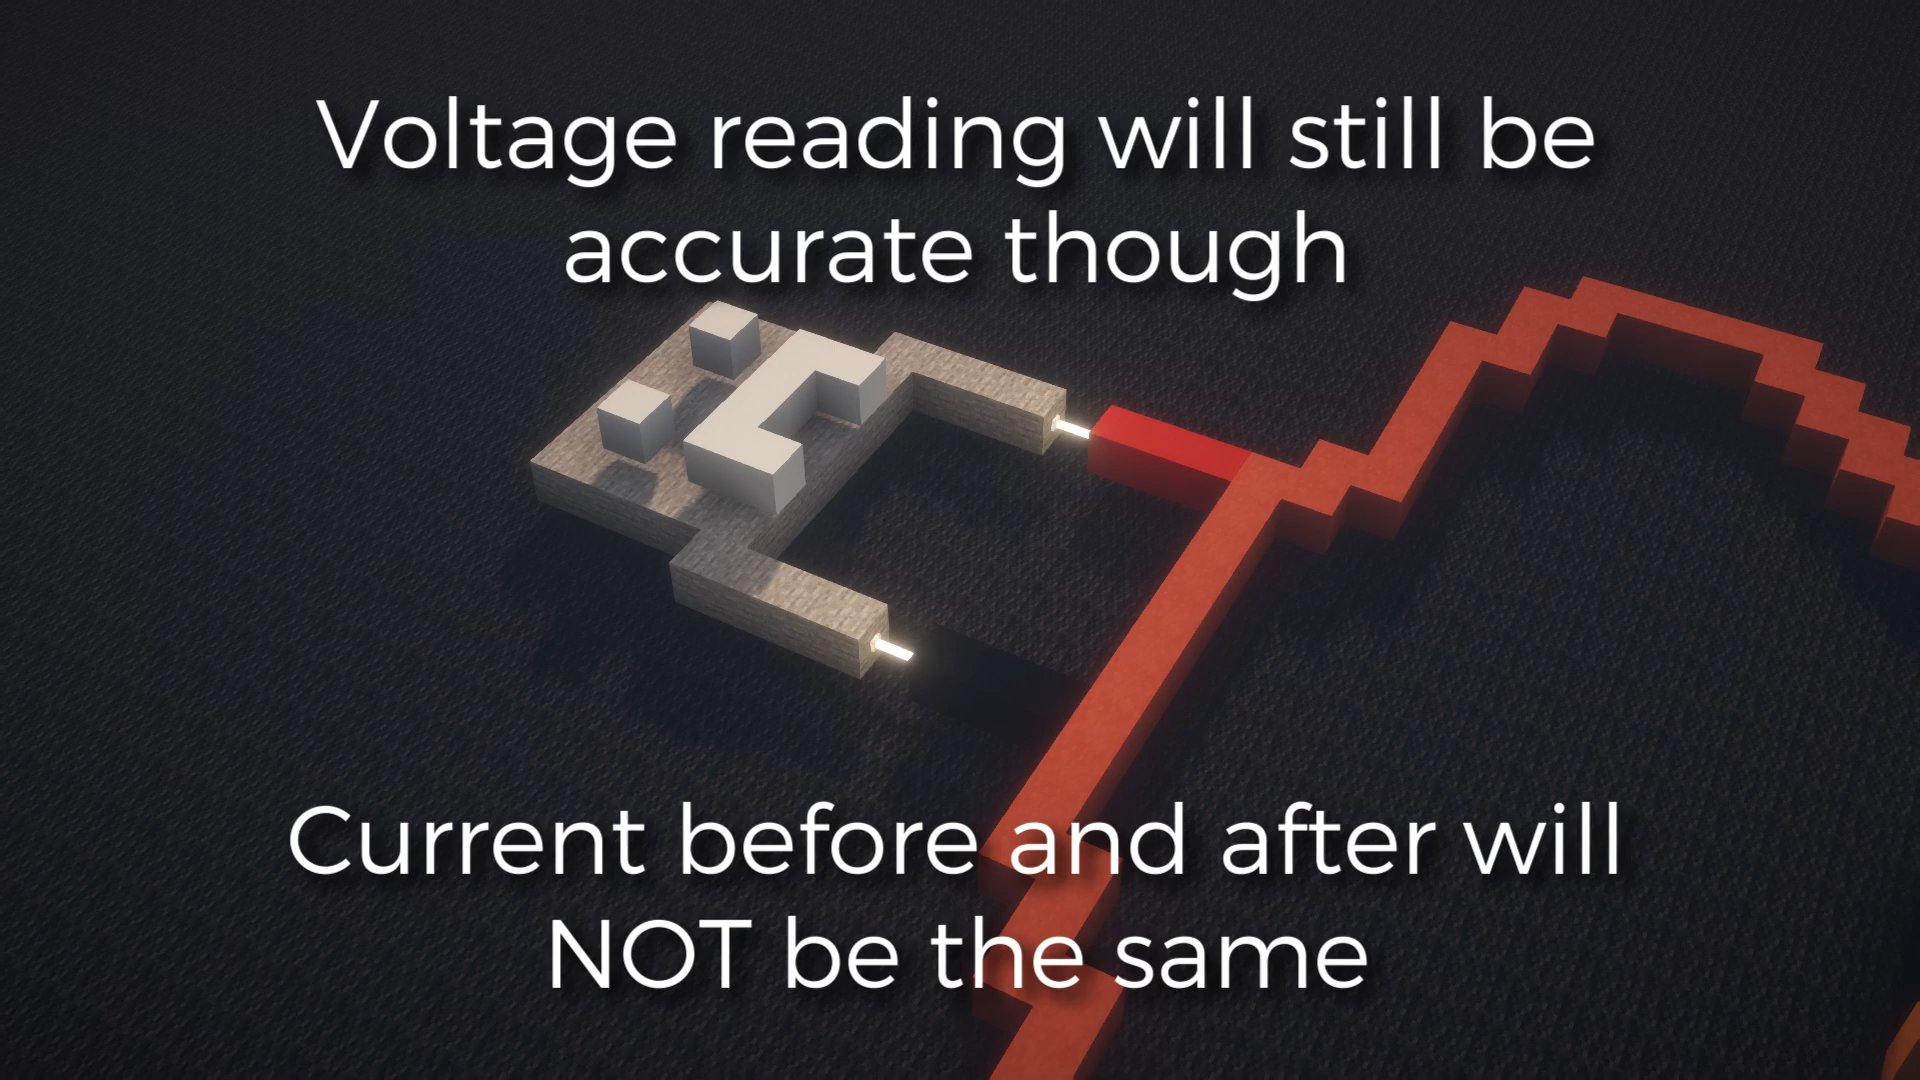 Voltage reading will still be
accurate though
Current before and after will
NOT be the same